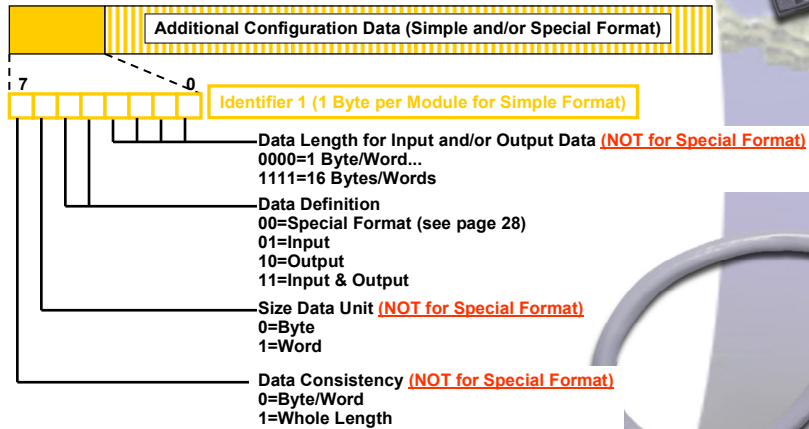 Additional Configuration Data (Simple and/or Special Format)
7 0
Identifier 1 (1 Byte per Module for Simple Format)
Data Length for Input and/or Output Data (NOT for Special Format)
0000=1 Byte/Word...
1111=16 Bytes/Words
Data Definition
00=Special Format (see page 28)
01=Input
10=Output
11=Input & Output
Size Data Unit (NOT for Special Format)
0=Byte
1=Word
Data Consistency (NOT for Special Format)
0=Byte/Word
1=Whole Length